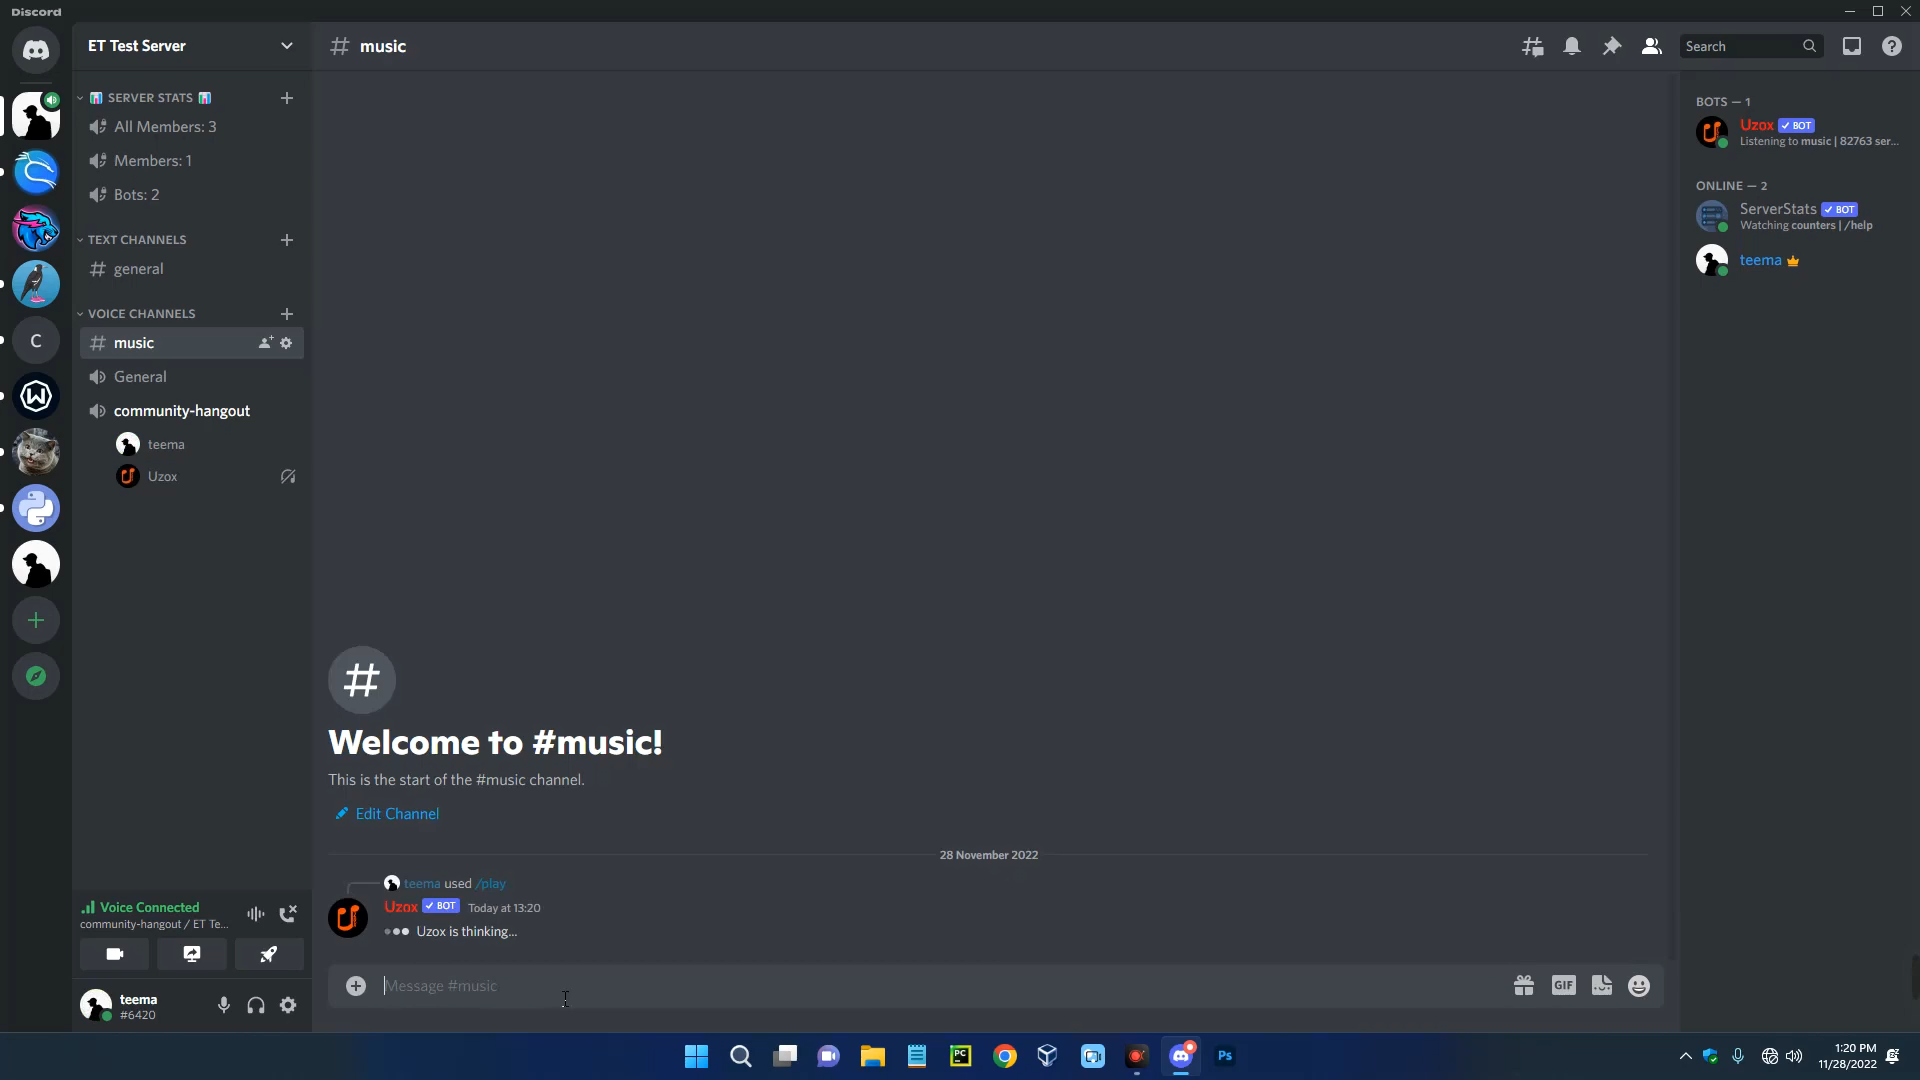 Discord
ET Test Server
SERVER STATS
All Members: 3
Members: 1
Bots: 2
TEXT CHANNELS
general
VOICE CHANNELS
music
General
community-hangout
teema
Uzox
Voice Connected
community-hangout / ET Te...
teema
#6420
C
music
Search
Welcome to #music!
This is the start of the #music channel.
Edit Channel
28 November 2022
teema used /play
Uzox BOT Today at 13:20
Uzox is thinking...
Message #music
GIF
BOTS — 1
Uzox BOT
Listening to music | 82763 ser...
ONLINE — 2
ServerStats BOT
Watching counters | /help
teema
PC
Ps
1:20 PM
11/28/2022